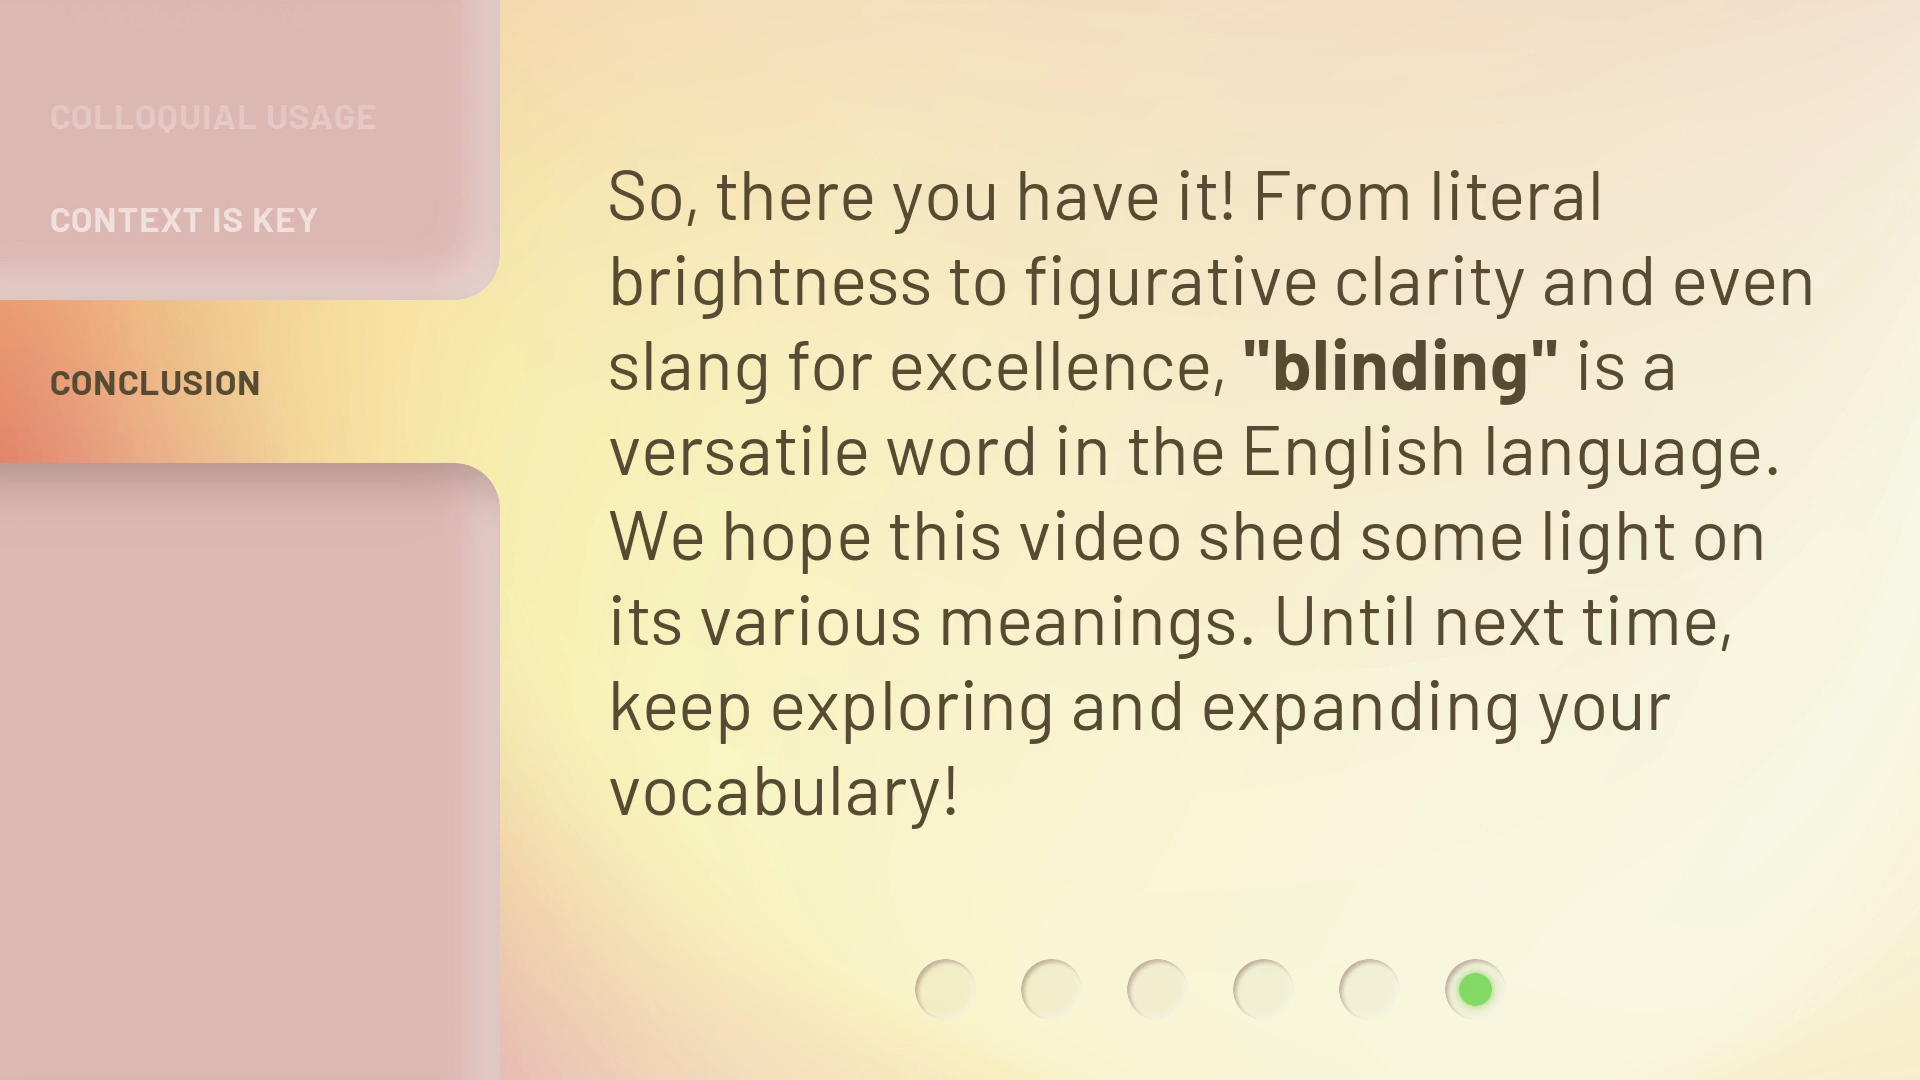 COLLOQUIAL USAGE
CONTEXT IS KEY
CONCLUSION
So, there you have it! From literal
brightness to figurative clarity and even
slang for excellence, "blinding" is a
versatile word in the English language.
We hope this video shed some light on
its various meanings. Until next time,
keep exploring and expanding your
vocabulary!